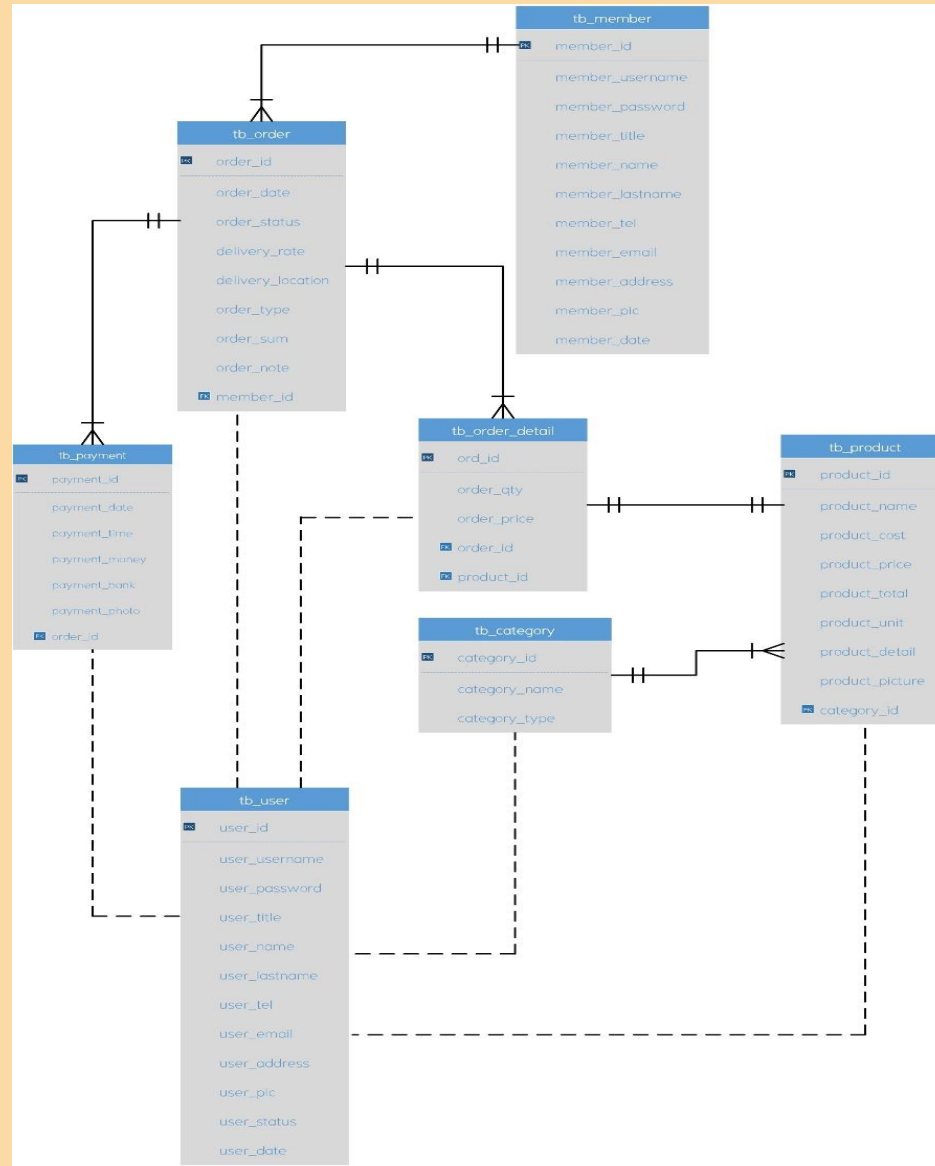 tb_member
PK member_id
member_username
member_password
member_title
member_name
member_lastname
member_tel
member_email
member_address
member_pic
member_date
tb_order
PK order_id
order_date
order_status
delivery_rate
delivery_location
order_type
order_sum
order_note
FK member_id
tb_payment
PK payment_id
payment_date
payment_time
payment_money
payment_bank
payment_photo
FK order_id
tb_order_detail
PK ord_id
order_qty
order_price
FK order_id
FK product_id
tb_product
PK product_id
product_name
product_cost
product_price
product_total
product_unit
product_detail
product_picture
category_id
tb_category
PK category_id
category_name
category_type
tb_user
PK user_id
user_username
user_password
user_title
user_name
user_lastname
user_tel
user_email
user_address
user_pic
user_status
user_date